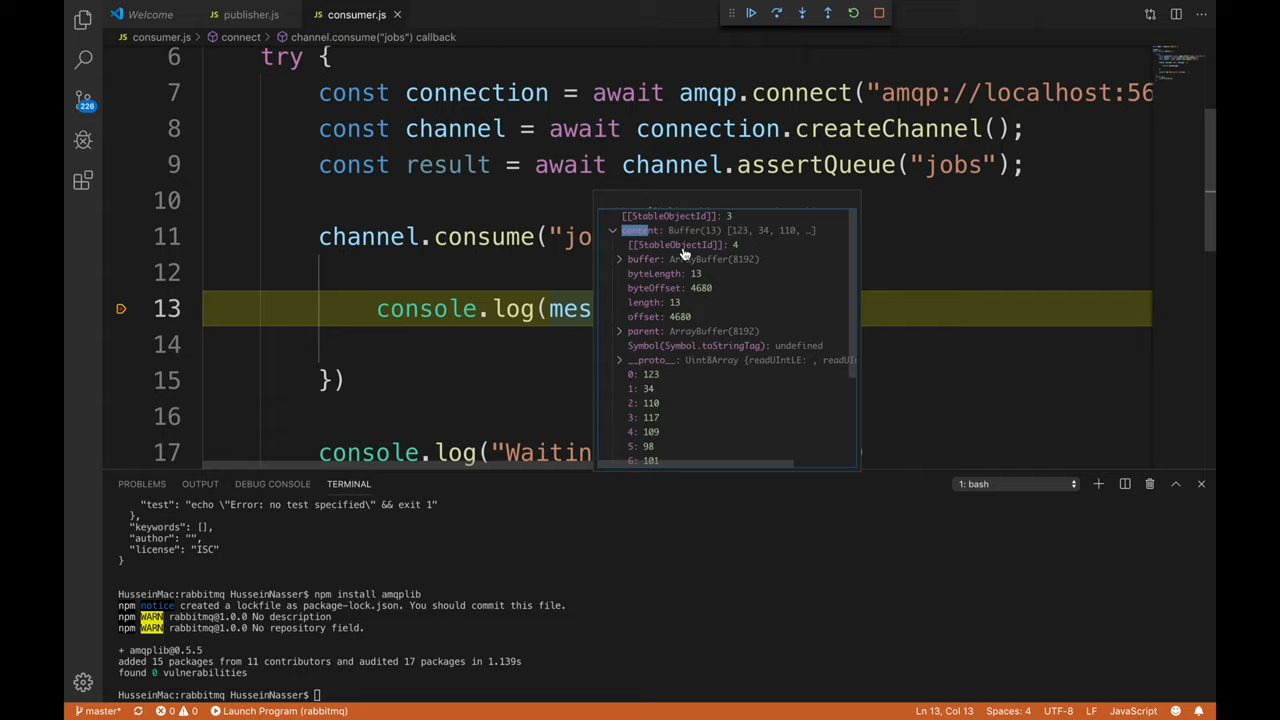 Welcome
publisher.js
consumer.js
consumer.js > connect > channel.consume("jobs") callback
6 try {
7 const connection = await amqp.connect("amqp://localhost:56
8 const channel = await connection.createChannel();
9 const result = await channel.assertQueue("jobs");
10
11 channel.consume("jo
12
13 console.log(mes
14
15 })
16
17 console.log("Waitin
[[StableObjectId]]: 3
content: Buffer(13) [123, 34, 110, …]
[[StableObjectId]]: 4
buffer: ArrayBuffer(8192)
byteLength: 13
byteOffset: 4680
length: 13
offset: 4680
parent: ArrayBuffer(8192)
Symbol(Symbol.toStringTag): undefined
__proto__: Uint8Array {readUIntLE: , readUI
0: 123
1: 34
2: 110
3: 117
4: 109
5: 98
6: 101
226
PROBLEMS OUTPUT DEBUG CONSOLE TERMINAL
1: bash
"test": "echo \"Error: no test specified\" && exit 1"
},
"keywords": [],
"author": "",
"license": "ISC"
}
HusseinMac:rabbitmq HusseinNasser$ npm install amqplib
npm notice created a lockfile as package-lock.json. You should commit this file.
npm WARN rabbitmq@1.0.0 No description
npm WARN rabbitmq@1.0.0 No repository field.
+ amqplib@0.5.5
added 15 packages from 11 contributors and audited 17 packages in 1.139s
found 0 vulnerabilities
HusseinMac:rabbitmq HusseinNasser$
master* 0 0 Launch Program (rabbitmq)
Ln 13, Col 13 Spaces: 4 UTF-8 LF JavaScript